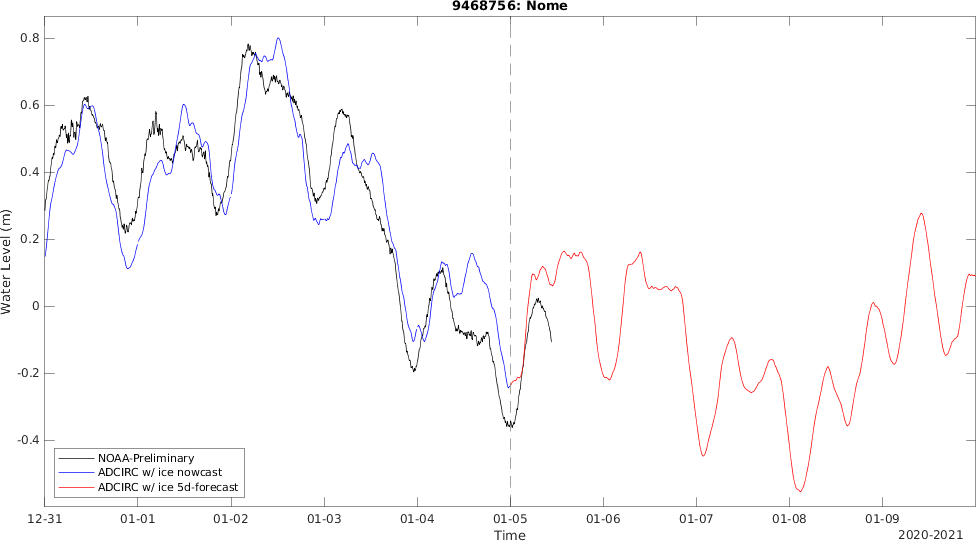 9468756: Nome
0.8
0.6
0.4
0.2
0
-0.2
-0.4
Water Level (m)
NOAA-Preliminary
ADCIRC w/ ice nowcast
ADCIRC w/ ice 5d-forecast
12-31 01-01 01-02 01-03 01-04 01-05 01-06 01-07 01-08 01-09
Time
2020-2021